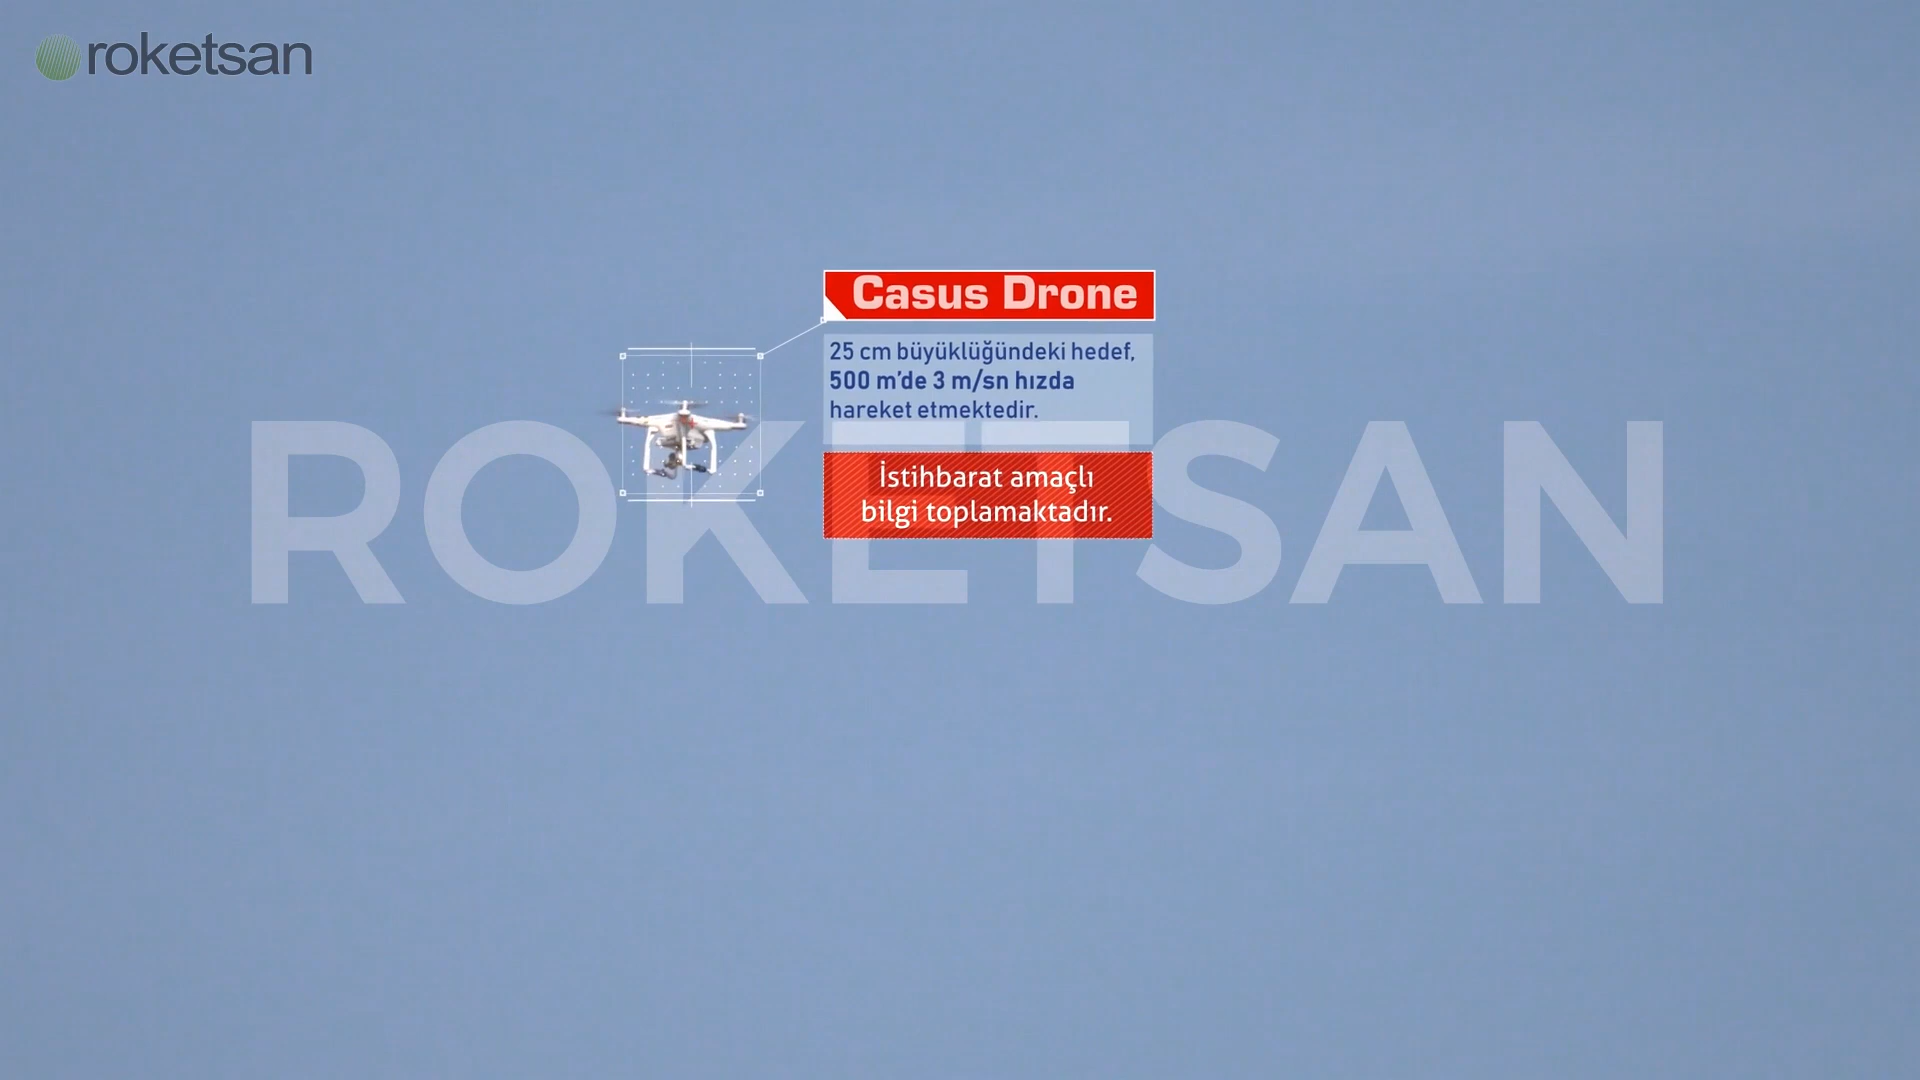 roketsan
Casus Drone
25 cm büyüklüğündeki hedef,
500 m'de 3 m/sn hızda
hareket etmektedir.
ROKETSAN
İstihbarat amaçlı
bilgi toplamaktadır.